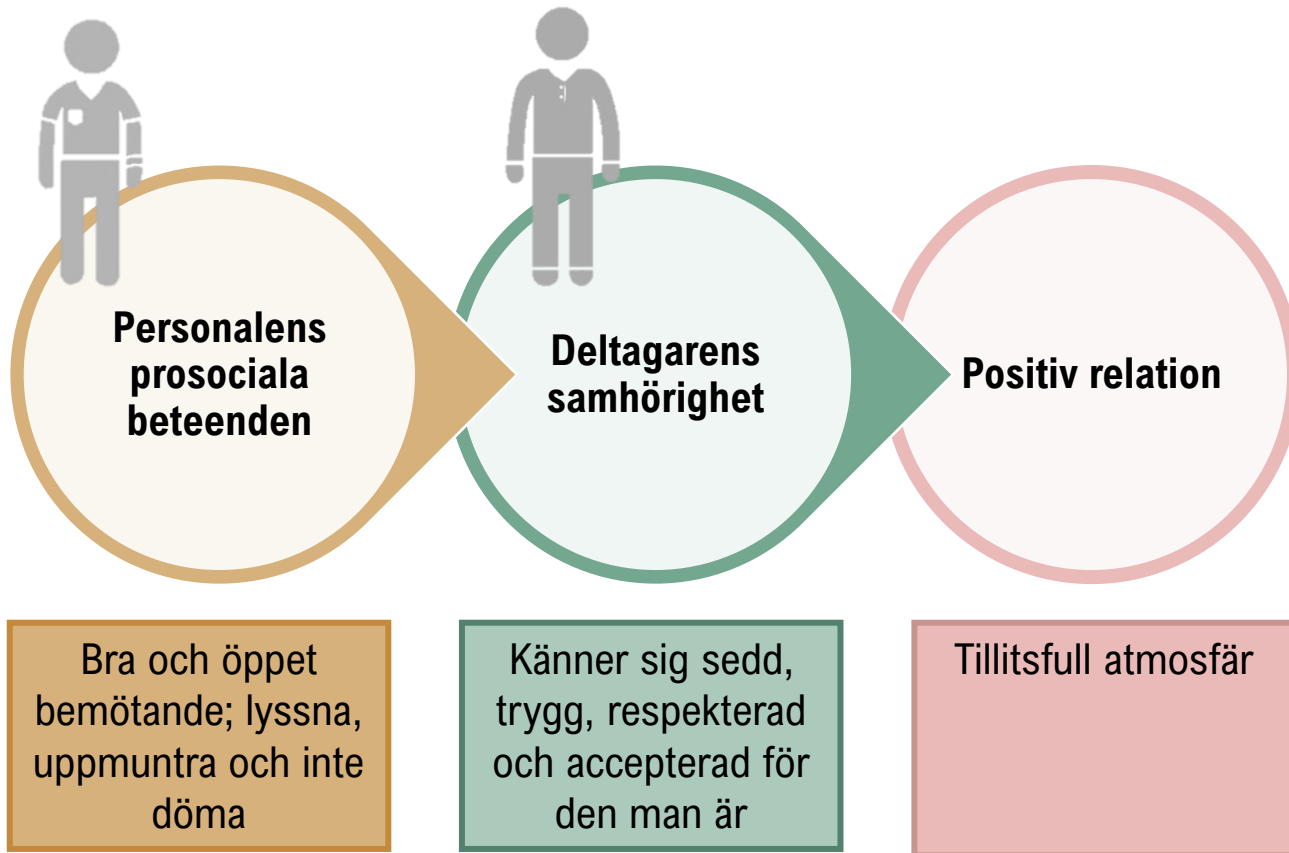 Personalens
prosociala
beteenden
Deltagarens
samhörighet
Positiv relation
Bra och öppet
bemötande; lyssna,
uppmuntra och inte
döma
Känner sig sedd,
trygg, respekterad
och accepterad för
den man är
Tillitsfull atmosfär